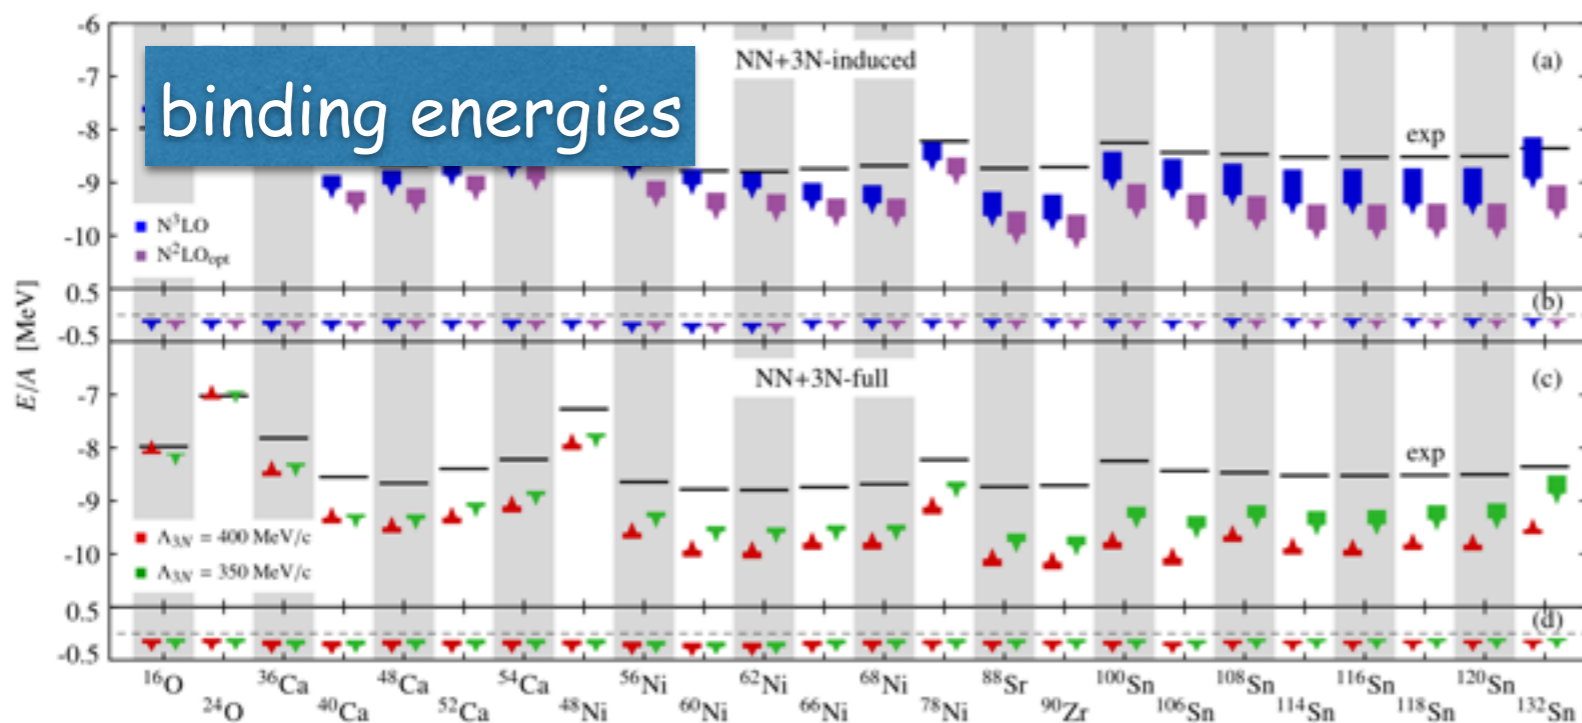 -6
NN+3N-induced
(a)
-7
binding energies
-8
exp
-9
N³LO
-10
N²LOopt
0.5
(b)
-0.5
E/A [MeV]
NN+3N-full
(c)
-7
-8
exp
-9
Λ3N = 400 MeV/c
-10
Λ3N = 350 MeV/c
0.5
(d)
-0.5
¹⁶O ³⁶Ca ⁴⁸Ca ⁵⁴Ca ⁵⁶Ni ⁶²Ni ⁶⁸Ni ⁸⁸Sr ¹⁰⁰Sn ¹⁰⁸Sn ¹¹⁶Sn ¹²⁰Sn
²⁴O ⁴⁰Ca ⁵²Ca ⁴⁸Ni ⁶⁰Ni ⁶⁶Ni ⁷⁸Ni ⁹⁰Zr ¹⁰⁶Sn ¹¹⁴Sn ¹¹⁸Sn ¹³²Sn